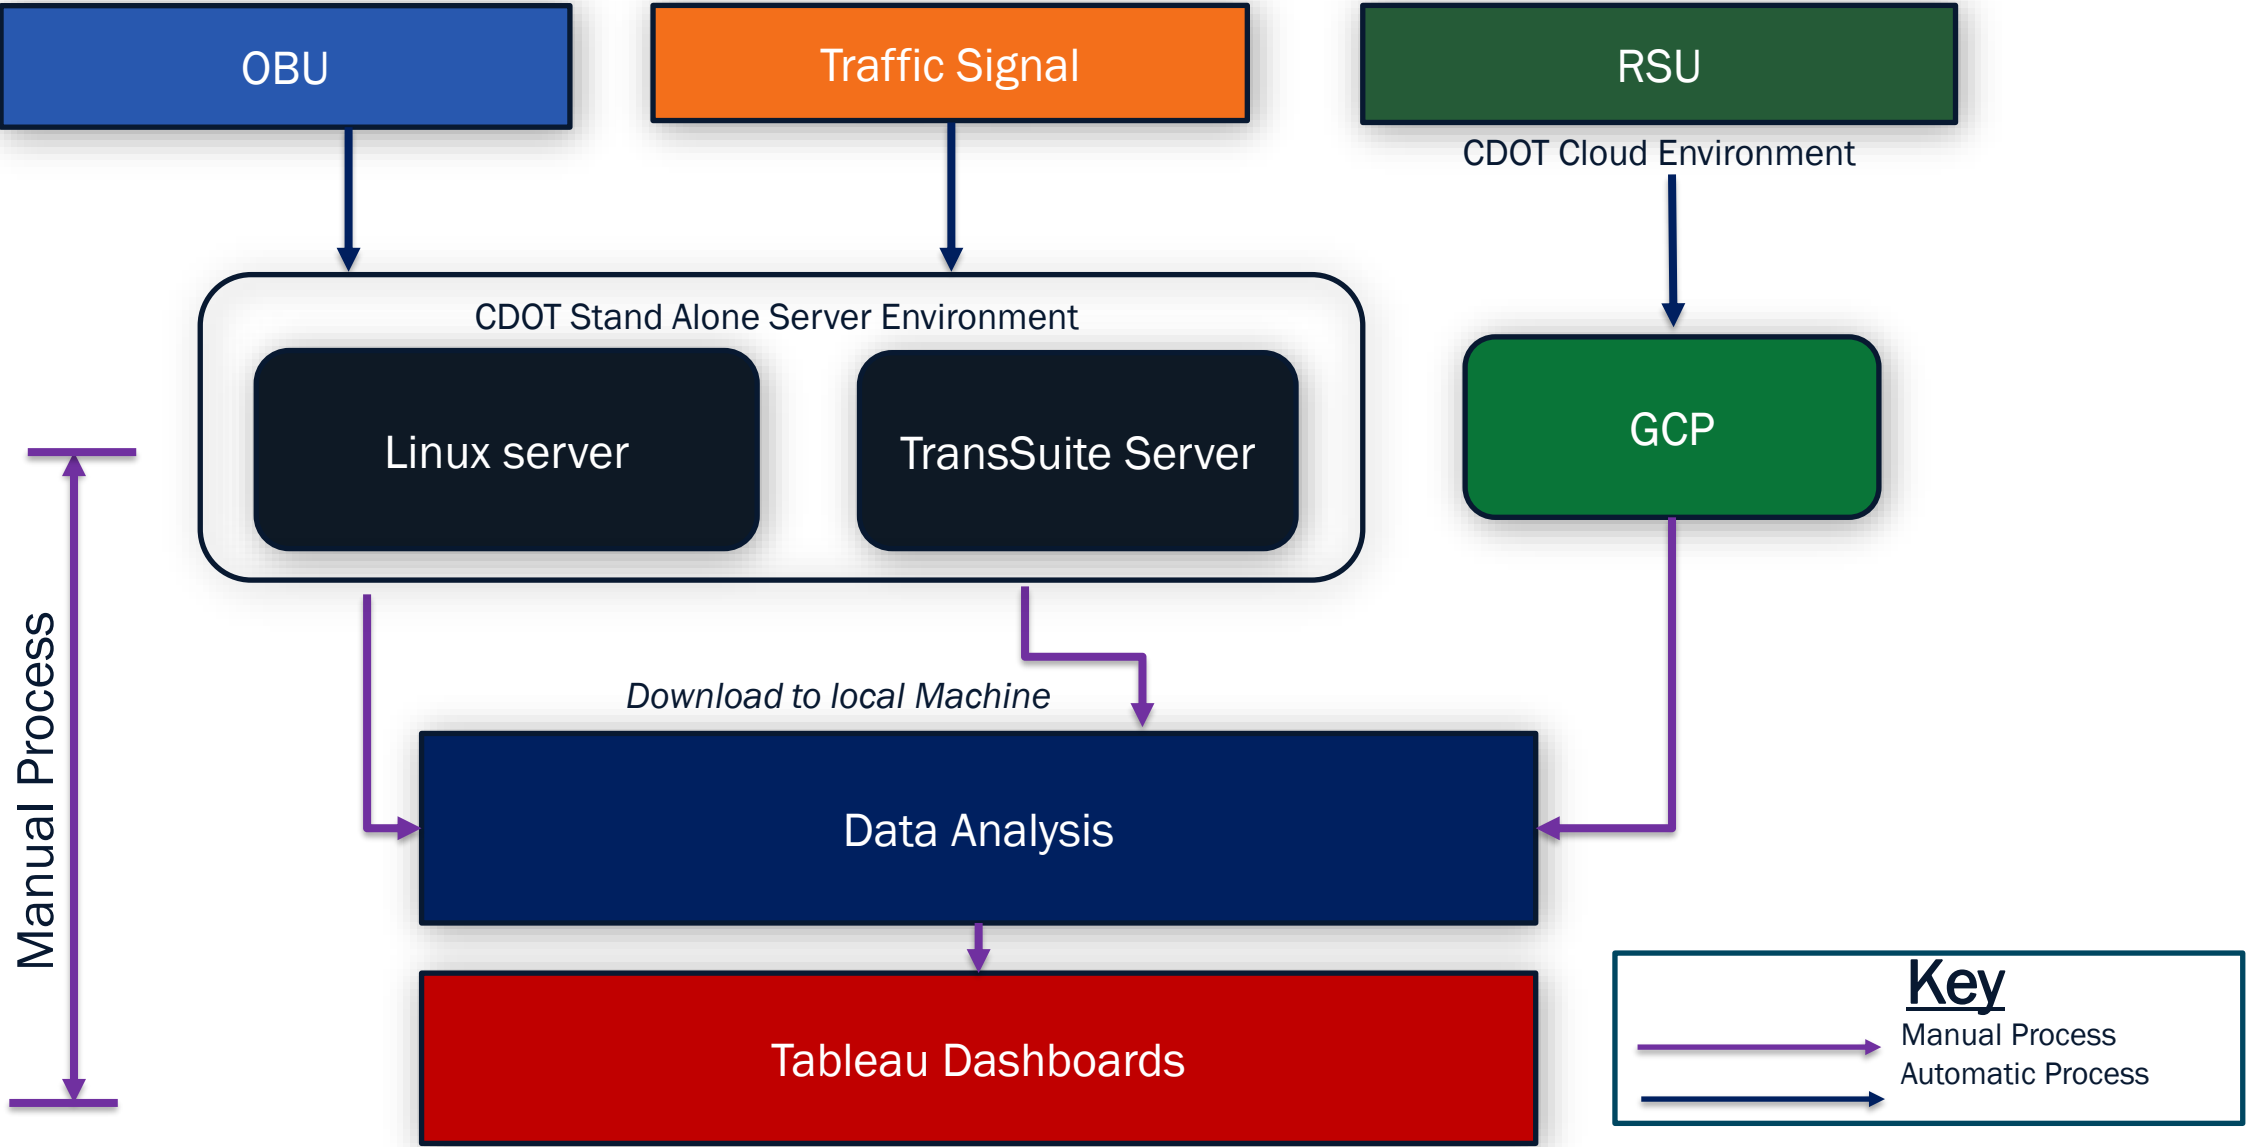 OBU
Traffic Signal
RSU
CDOT Cloud Environment
CDOT Stand Alone Server Environment
Linux server
TransSuite Server
GCP
Manual Process
Download to local Machine
Data Analysis
Tableau Dashboards
Key
Manual Process
Automatic Process